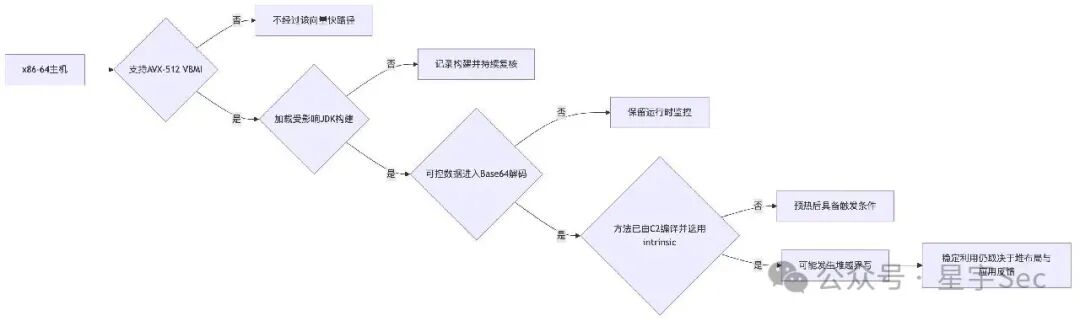 否
不经过该向量快路径
x86-64主机
支持AVX-512 VBMI
否
记录构建并持续复核
是
加载受影响JDK构建
否
保留运行时监控
是
可控数据进入Base64解码
否
预热后具备触发条件
是
方法已由C2编译并选用
intrinsic
是
可能发生堆越界写
稳定利用仍取决于堆布局与
应用反馈
公众号 · 星宇Sec